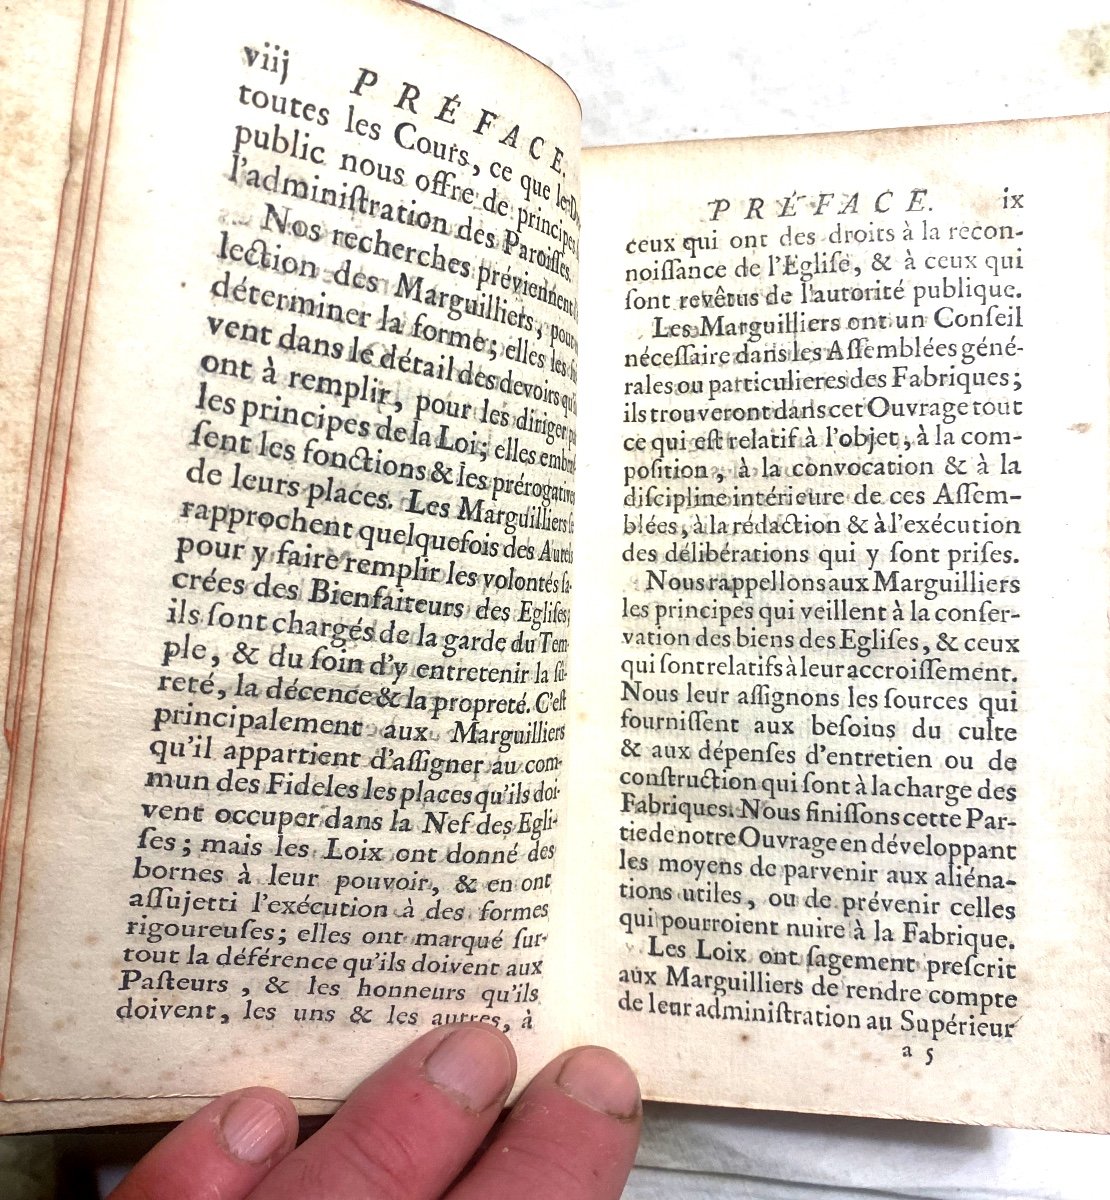 viij
PRÉFACE.
toutes les Cours, ce que le
public nous offre de principes
l'adminiſtration des Paroiſſes.
Nos recherches préviennent
lection des Marguilliers, pour
déterminer la forme; elles les
vent dans le détail des devoirs qu'ils
ont à remplir, pour les diriger
les principes de la Loi; elles
ſent les fonctions & les prérogatives
de leurs places. Les Marguilliers ſe
rapprochent quelquefois des Autels
pour y faire remplir les volontés ſa-
crées des Bienfaiteurs des Egliſes;
ils ſont chargés de la garde du Tem-
ple, & du ſoin d'y entretenir la ſû-
reté, la décence & la propreté. C'eſt
principalement aux Marguilliers
qu'il appartient d'aſſigner au com-
mun des Fideles les places qu'ils doi-
vent occuper dans la Nef des Egli-
ſes; mais les Loix ont donné des
bornes à leur pouvoir, & en ont
aſſujetti l'exécution à des formes
rigoureuſes; elles ont marqué ſur-
tout la déférence qu'ils doivent aux
Paſteurs, & les honneurs qu'ils
doivent, les uns & les autres, à
PRÉFACE. ix
ceux qui ont des droits à la recon-
noiſſance de l'Egliſe, & à ceux qui
ſont revêtus de l'autorité publique.
Les Marguilliers ont un Conſeil
néceſſaire dans les Aſſemblées géné-
rales ou particulieres des Fabriques;
ils trouveront dans cet Ouvrage tout
ce qui eſt relatif à l'objet, à la com-
poſition, à la convocation & à la
diſcipline intérieure de ces Aſſem-
blées, à la rédaction & à l'exécution
des délibérations qui y ſont priſes.
Nous rappellons aux Marguilliers
les principes qui veillent à la conſer-
vation des biens des Egliſes, & ceux
qui ſont relatifs à leur accroiſſement.
Nous leur aſſignons les ſources qui
fourniſſent aux beſoins du culte
& aux dépenſes d'entretien ou de
conſtruction qui ſont à la charge des
Fabriques. Nous finiſſons cette Par-
tie de notre Ouvrage en développant
les moyens de parvenir aux aliéna-
tions utiles, ou de prévenir celles
qui pourroient nuire à la Fabrique.
Les Loix ont ſagement preſcrit
aux Marguilliers de rendre compte
de leur adminiſtration au Supérieur
a 5